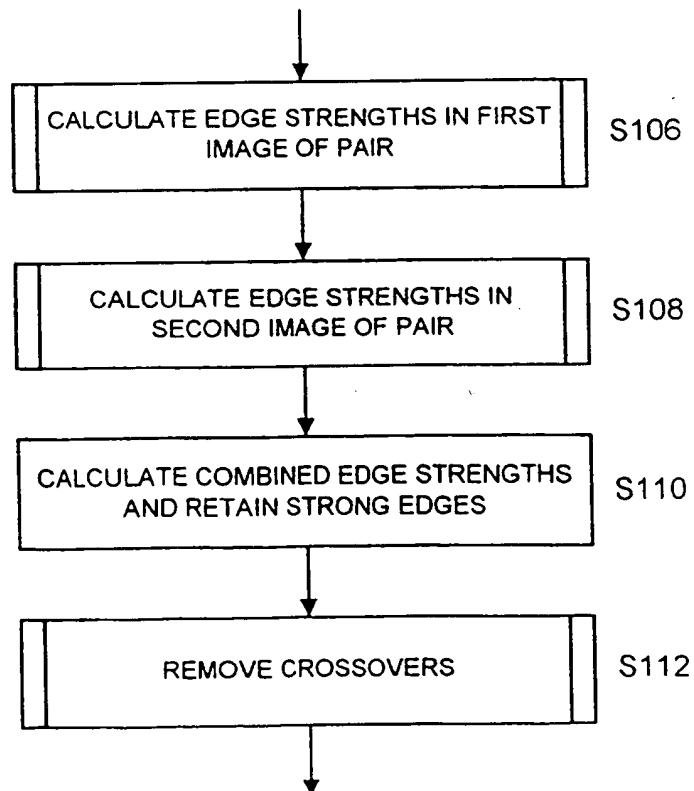 CALCULATE EDGE STRENGTHS IN FIRST
IMAGE OF PAIR
S106
CALCULATE EDGE STRENGTHS IN
SECOND IMAGE OF PAIR
S108
CALCULATE COMBINED EDGE STRENGTHS
AND RETAIN STRONG EDGES
S110
REMOVE CROSSOVERS
S112